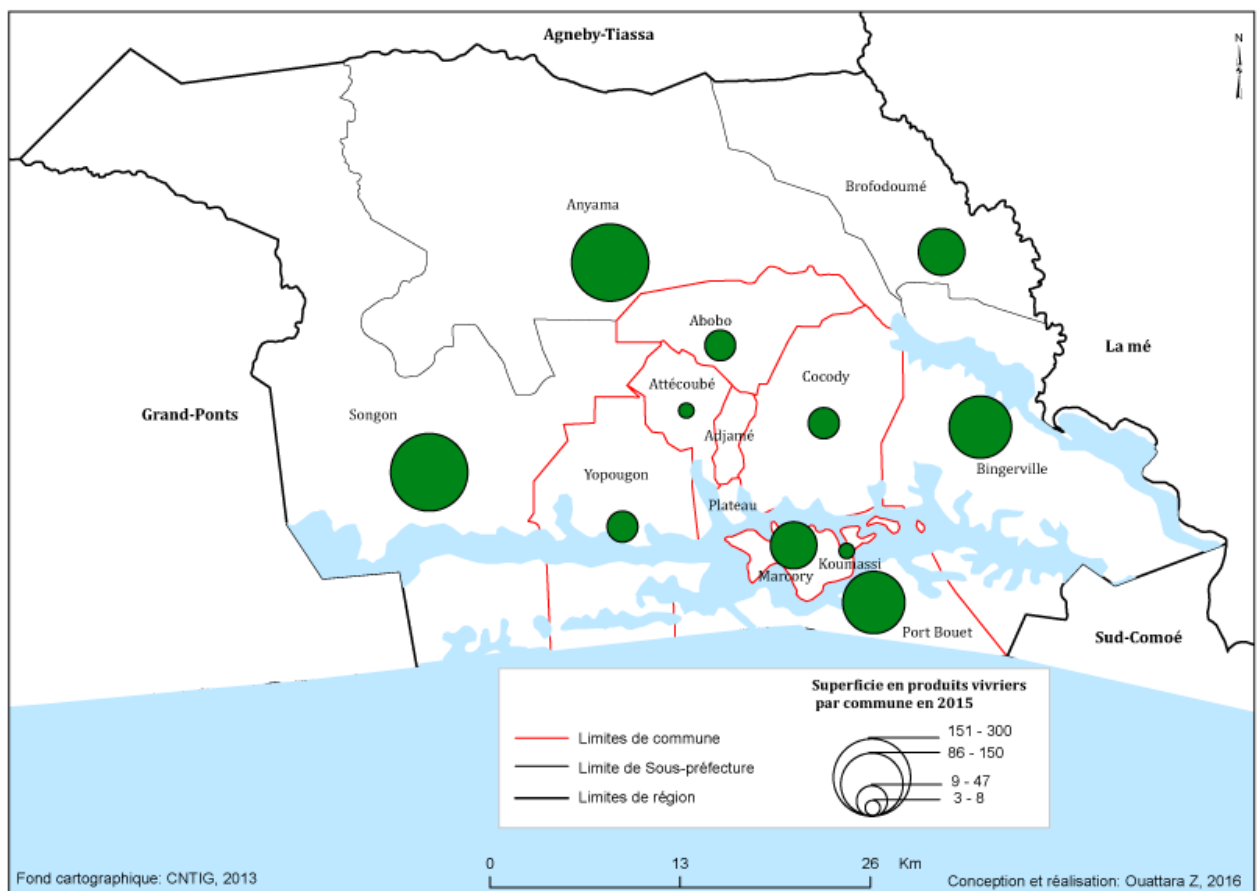 Agneby-Tiassa
N
Brofodoumé
Anyama
Abobo
La mé
Cocody
Attécoubé
Grand-Ponts
Songon
Adjamé
Bingerville
Yopougon
Plateau
Koumassi
Marcory
Port Bouet
Sud-Comoé
Superficie en produits vivriers
par commune en 2015
151 - 300
Limites de commune
86 - 150
Limite de Sous-préfecture
9 - 47
Limites de région
3 - 8
0 13 26 Km
Fond cartographique: CNTIG, 2013
Conception et réalisation: Ouattara Z, 2016